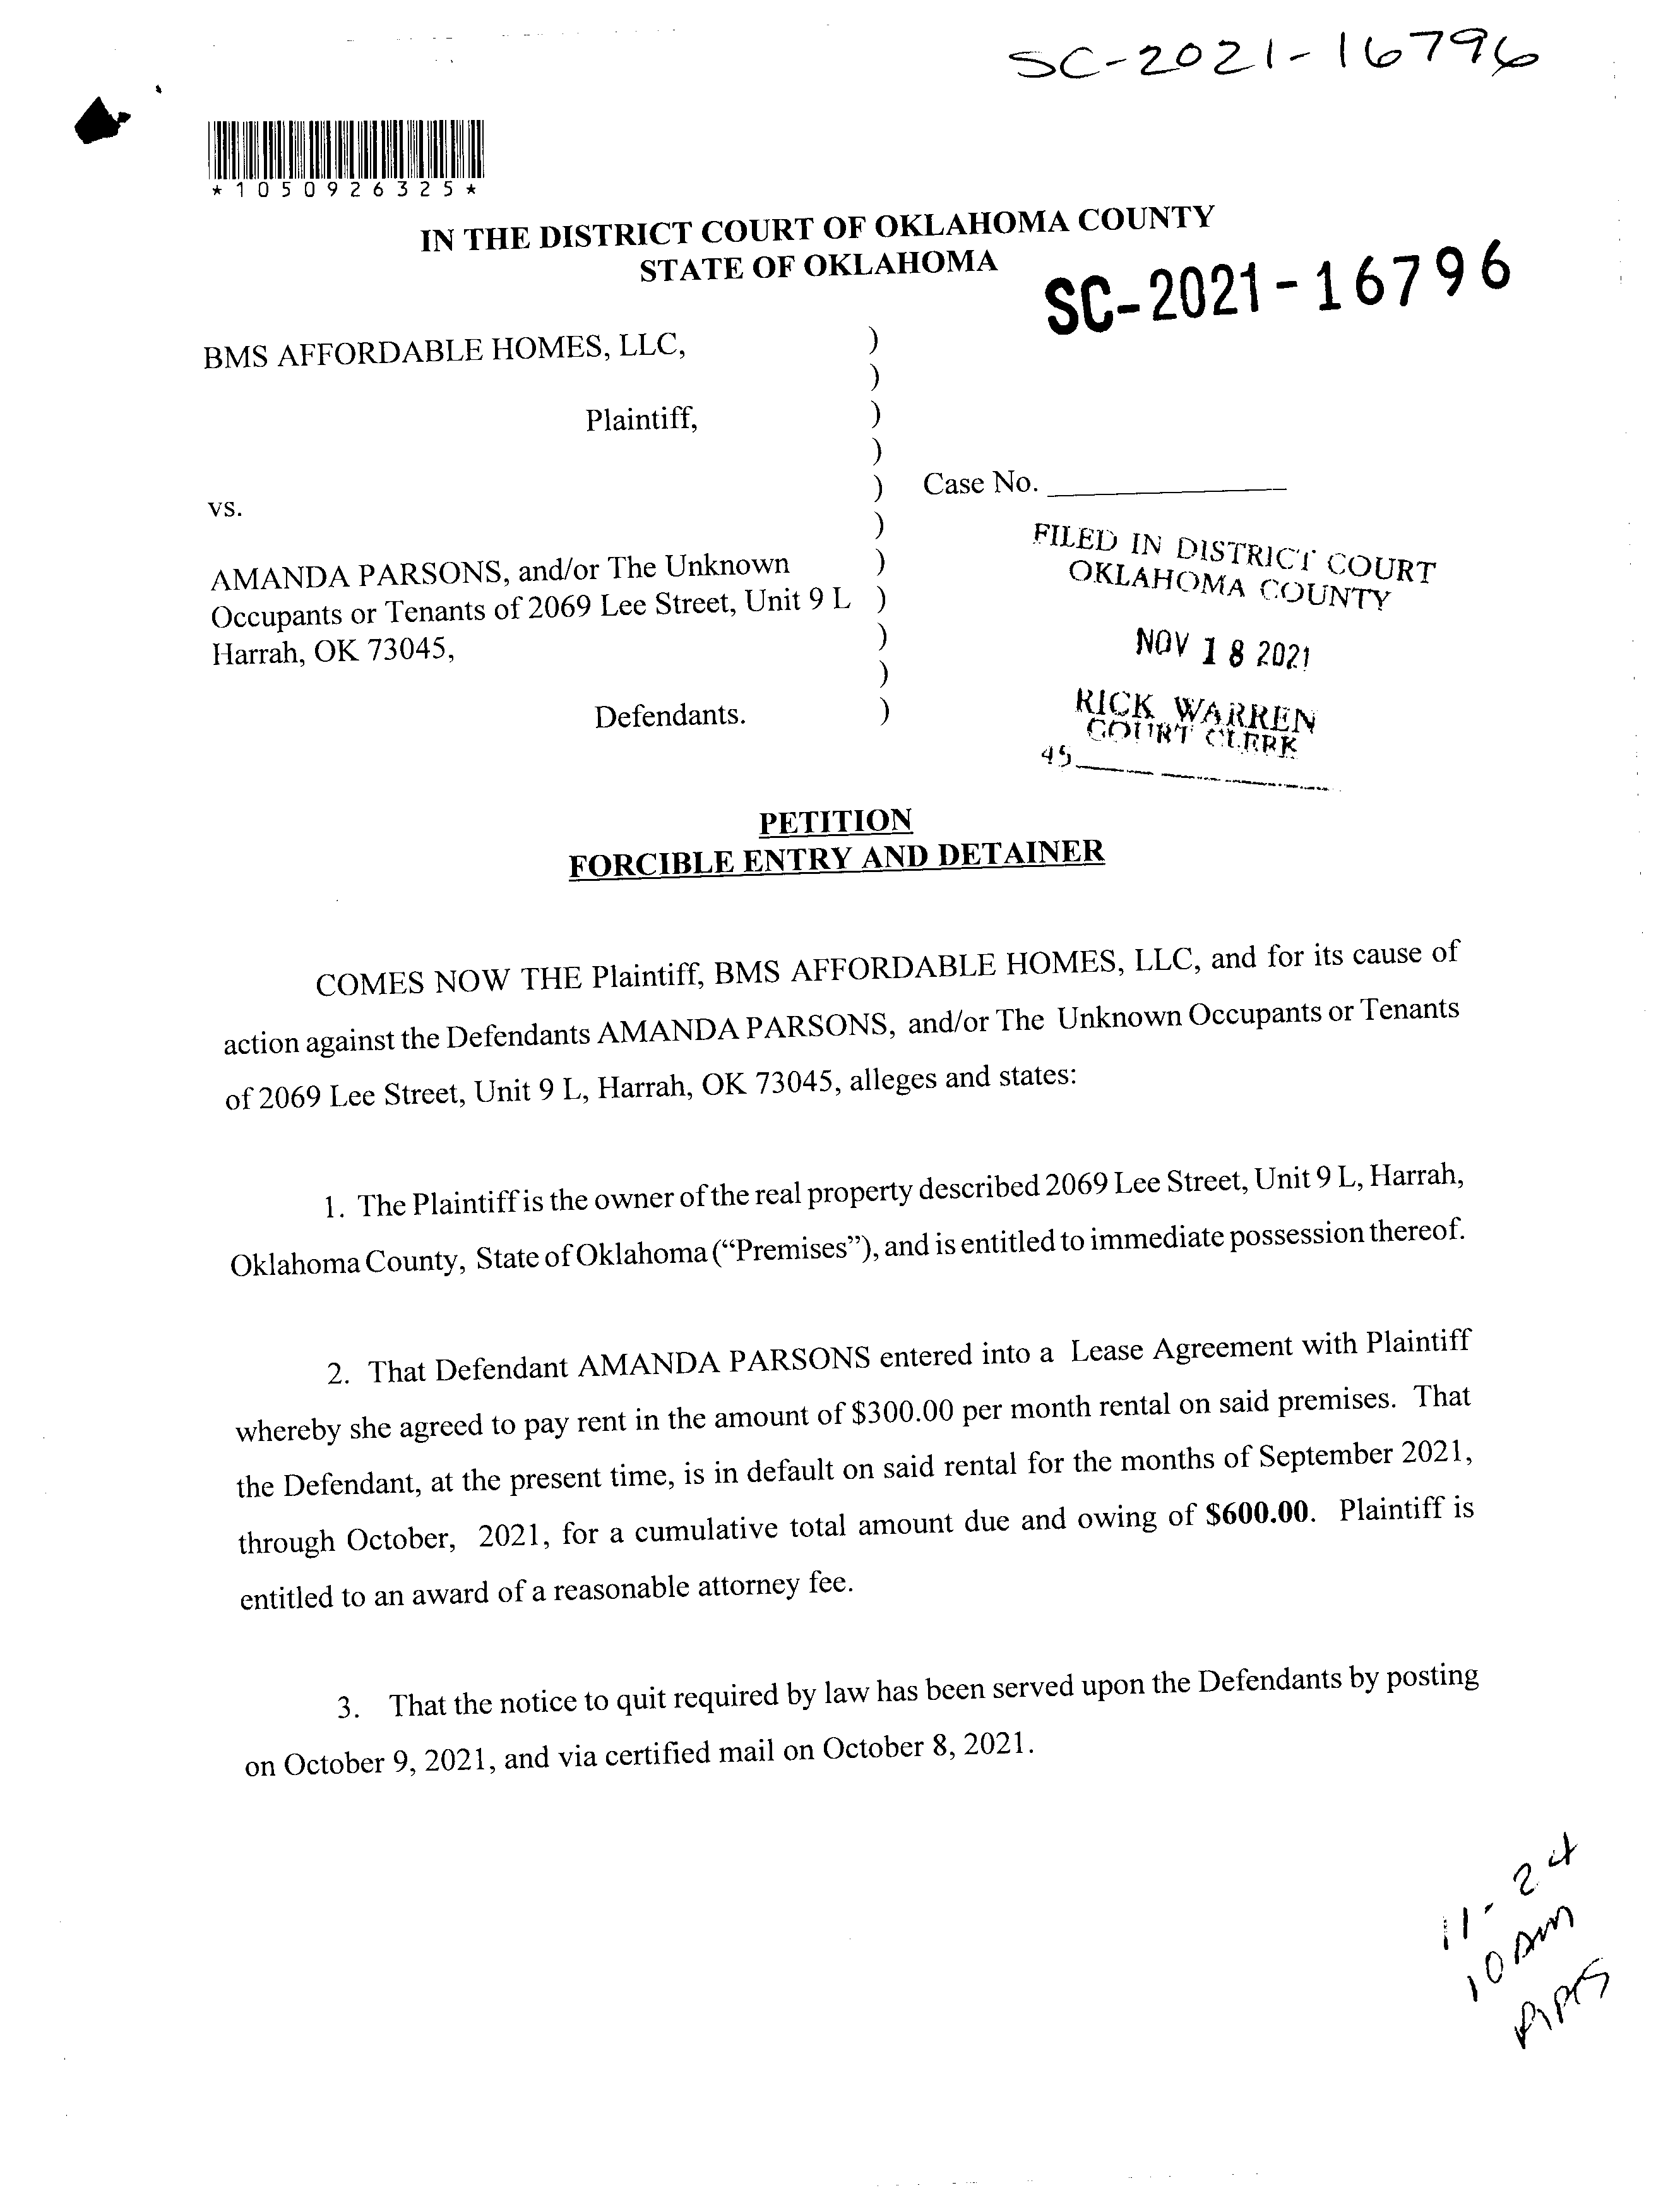 SC-2021-16796
*1050926325*
IN THE DISTRICT COURT OF OKLAHOMA COUNTY
STATE OF OKLAHOMA
SC-2021-16796
BMS AFFORDABLE HOMES, LLC, )
)
Plaintiff, )
)
vs. ) Case No. ____________
)
AMANDA PARSONS, and/or The Unknown )
Occupants or Tenants of 2069 Lee Street, Unit 9 L )
Harrah, OK 73045, )
)
Defendants. )
FILED IN DISTRICT COURT
OKLAHOMA COUNTY
NOV 18 2021
RICK WARREN
COURT CLERK
45____________
PETITION
FORCIBLE ENTRY AND DETAINER
COMES NOW THE Plaintiff, BMS AFFORDABLE HOMES, LLC, and for its cause of
action against the Defendants AMANDA PARSONS, and/or The Unknown Occupants or Tenants
of 2069 Lee Street, Unit 9 L, Harrah, OK 73045, alleges and states:
1. The Plaintiff is the owner of the real property described 2069 Lee Street, Unit 9 L, Harrah,
Oklahoma County, State of Oklahoma (“Premises”), and is entitled to immediate possession thereof.
2. That Defendant AMANDA PARSONS entered into a Lease Agreement with Plaintiff
whereby she agreed to pay rent in the amount of $300.00 per month rental on said premises. That
the Defendant, at the present time, is in default on said rental for the months of September 2021,
through October, 2021, for a cumulative total amount due and owing of $600.00. Plaintiff is
entitled to an award of a reasonable attorney fee.
3. That the notice to quit required by law has been served upon the Defendants by posting
on October 9, 2021, and via certified mail on October 8, 2021.
11-24
10 am